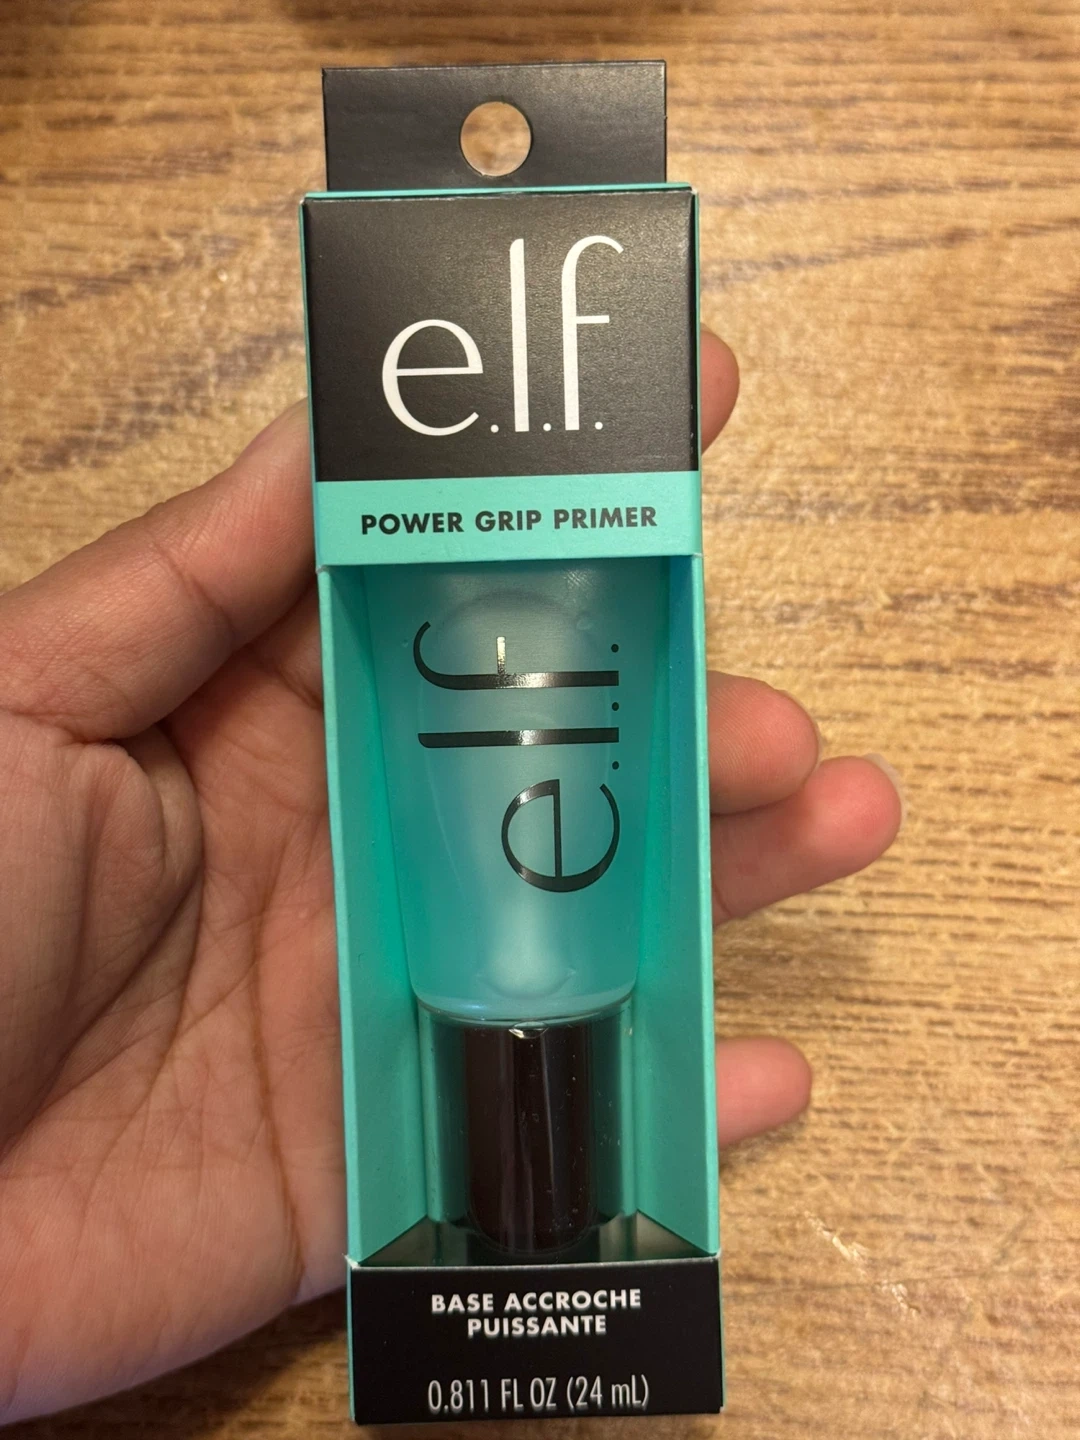 e.l.f.
POWER GRIP PRIMER
e.l.f.
BASE ACCROCHE
PUISSANTE
0.811 FL OZ (24 mL)